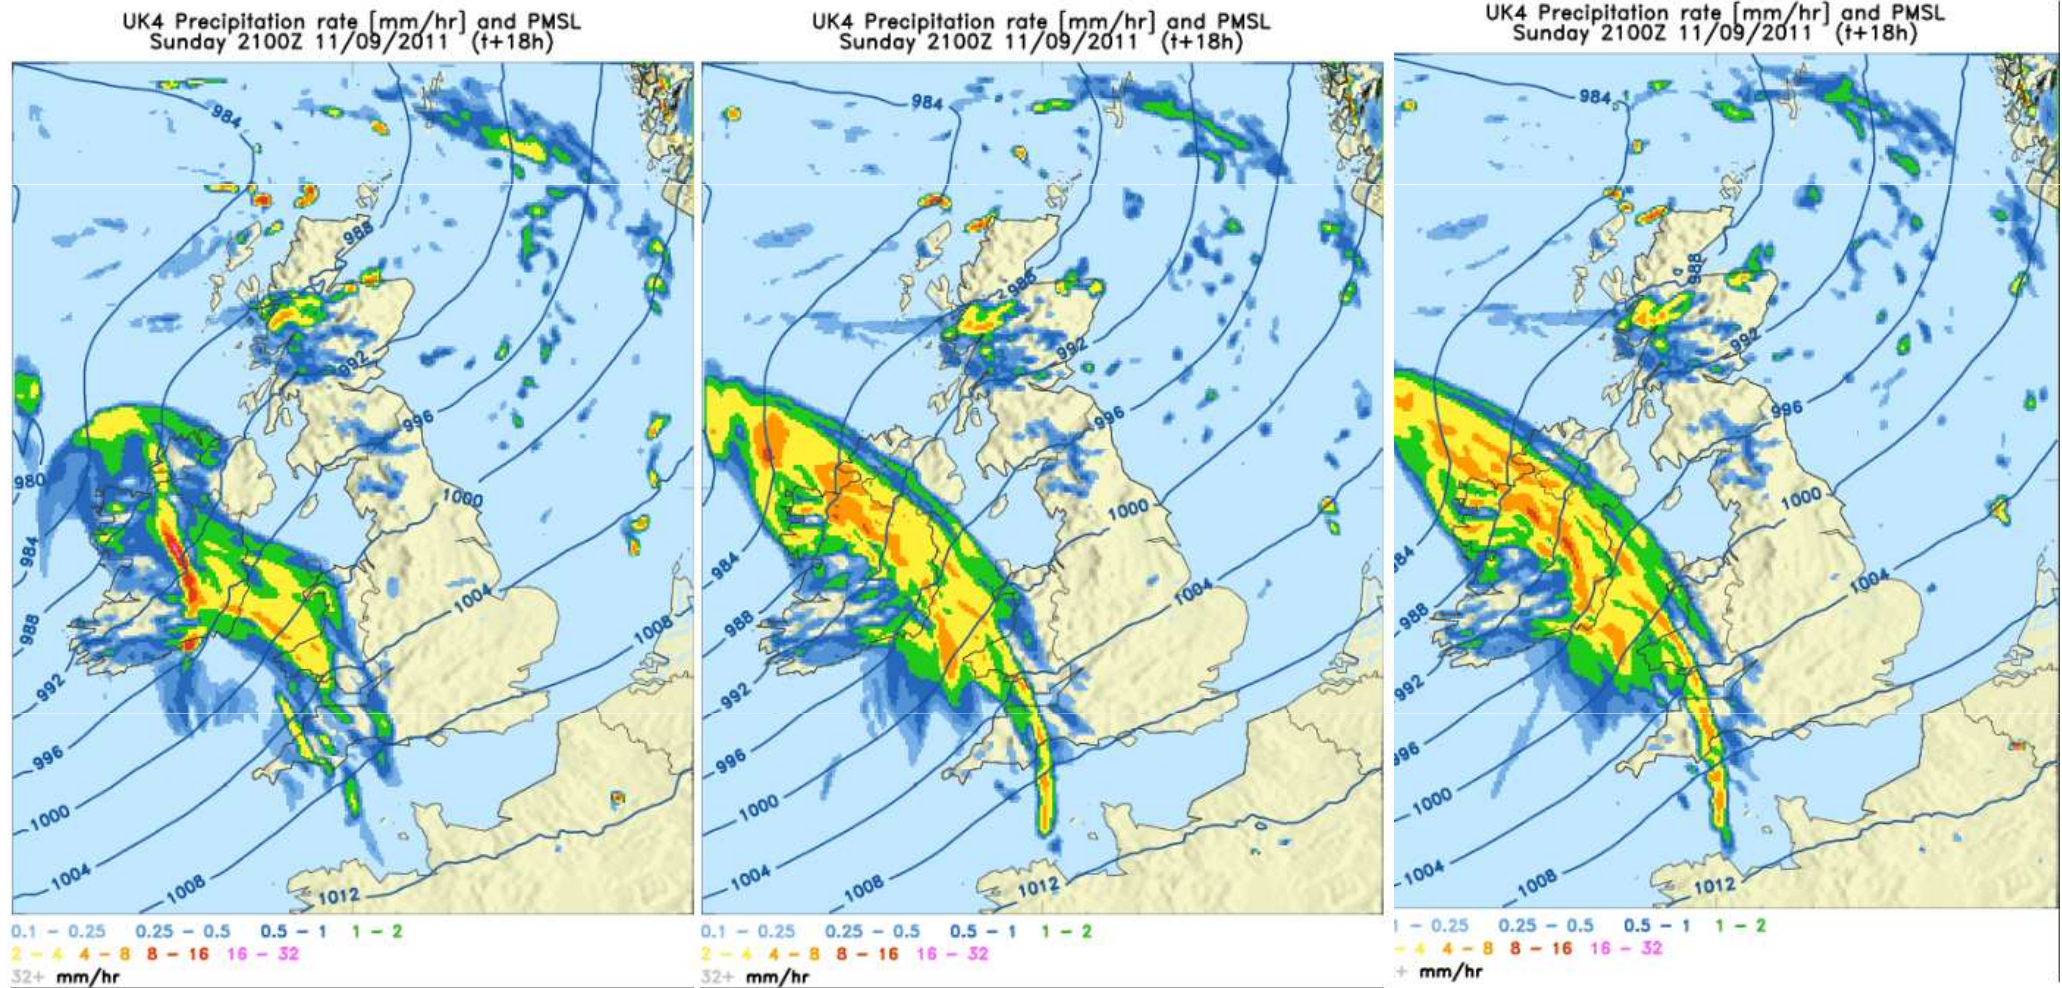 UK4 Precipitation rate [mm/hr] and PMSL
Sunday 2100Z 11/09/2011 (t+18h)
984
988
992
996
980
1000
984
1004
988
1008
992
996
1000
1004
1008
1012
0.1 - 0.25 0.25 - 0.5 0.5 - 1 1 - 2
2 - 4 4 - 8 8 - 16 16 - 32
32+ mm/hr
UK4 Precipitation rate [mm/hr] and PMSL
Sunday 2100Z 11/09/2011 (t+18h)
984
988
992
996
1000
984
1004
988
992
996
1000
1004
1008
1012
0.1 - 0.25 0.25 - 0.5 0.5 - 1 1 - 2
2 - 4 4 - 8 8 - 16 16 - 32
32+ mm/hr
UK4 Precipitation rate [mm/hr] and PMSL
Sunday 2100Z 11/09/2011 (t+18h)
984
988
992
996
1000
984
1004
988
992
996
1000
1004
1008
1012
1 - 0.25 0.25 - 0.5 0.5 - 1 1 - 2
- 4 4 - 8 8 - 16 16 - 32
+ mm/hr